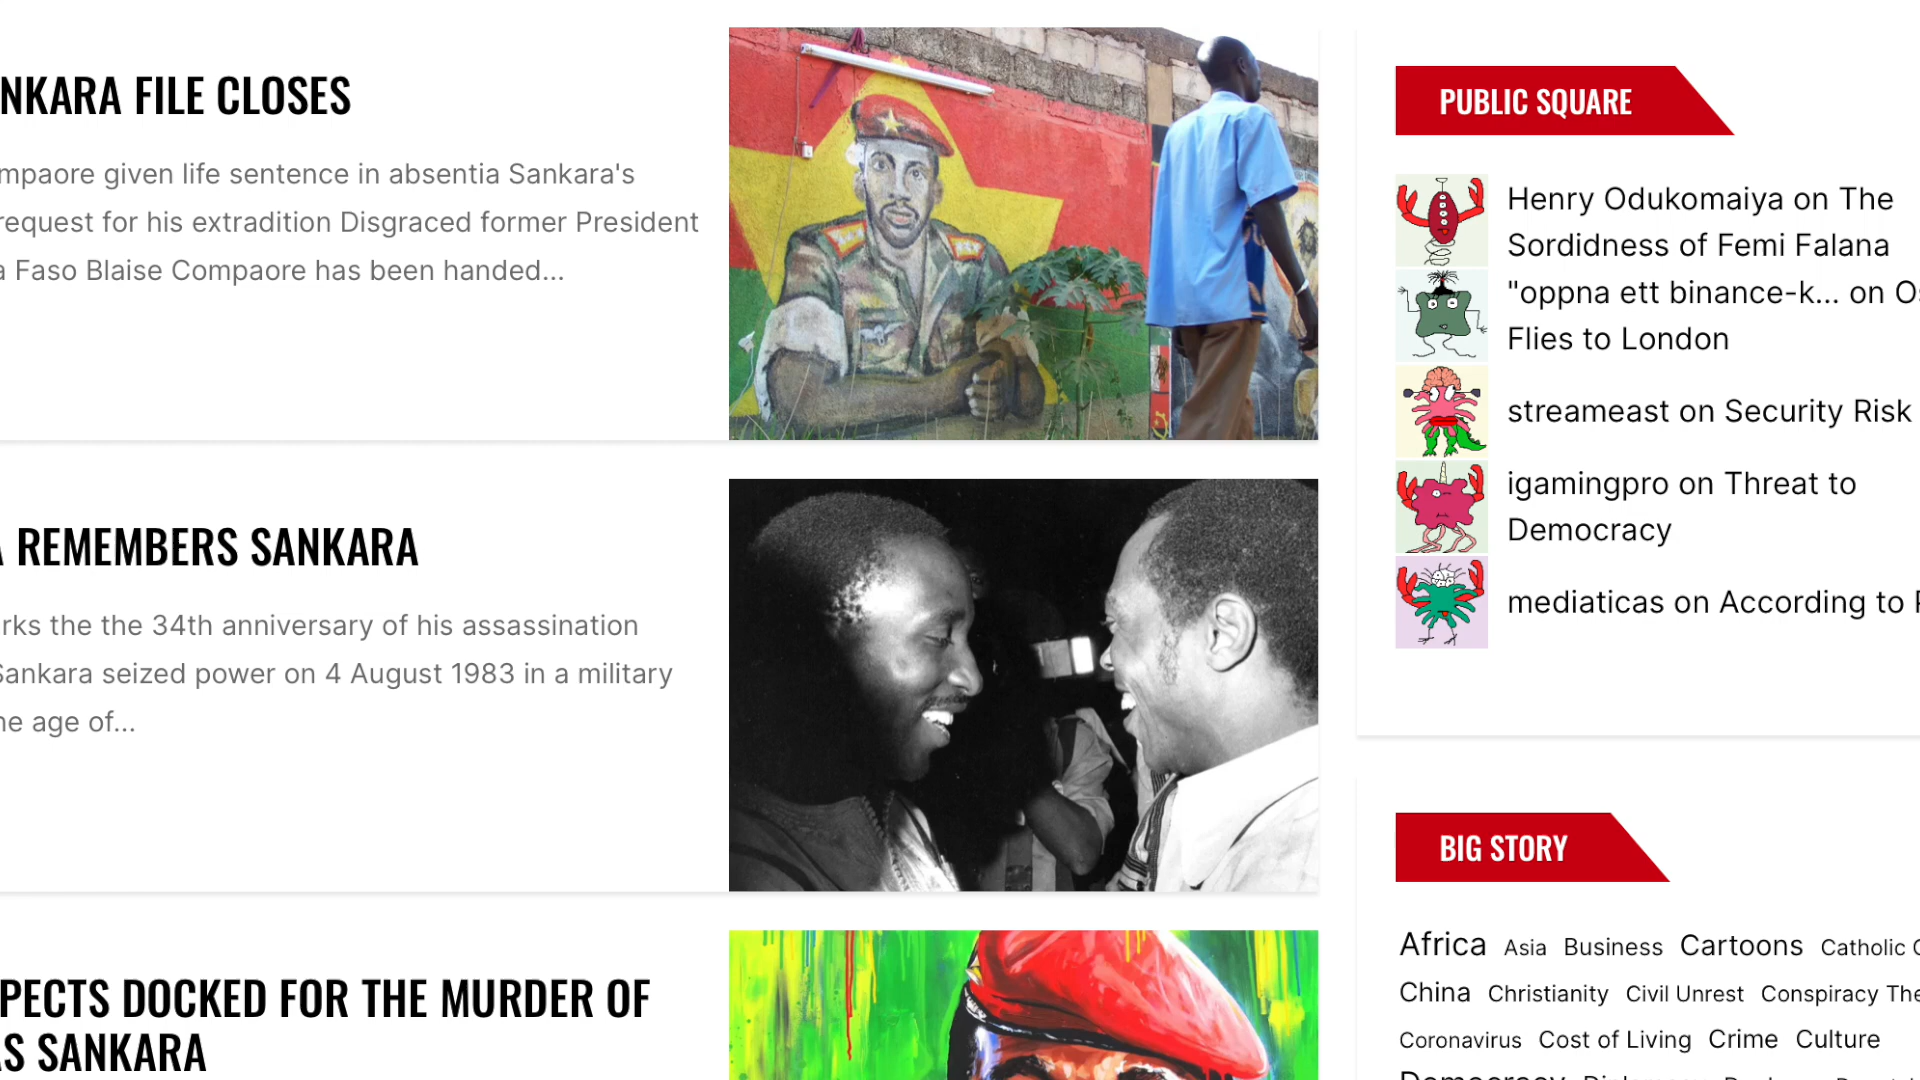 NKARA FILE CLOSES
mpaore given life sentence in absentia Sankara's
request for his extradition Disgraced former President
a Faso Blaise Compaore has been handed...
A REMEMBERS SANKARA
rks the the 34th anniversary of his assassination
Sankara seized power on 4 August 1983 in a military
he age of...
PECTS DOCKED FOR THE MURDER OF
AS SANKARA
PUBLIC SQUARE
Henry Odukomaiya on The
Sordidness of Femi Falana
"oppna ett binance-k... on Os
Flies to London
streameast on Security Risk
igamingpro on Threat to
Democracy
mediaticas on According to
BIG STORY
Africa Asia Business Cartoons Catholic
China Christianity Civil Unrest Conspiracy The
Coronavirus Cost of Living Crime Culture
Democracy